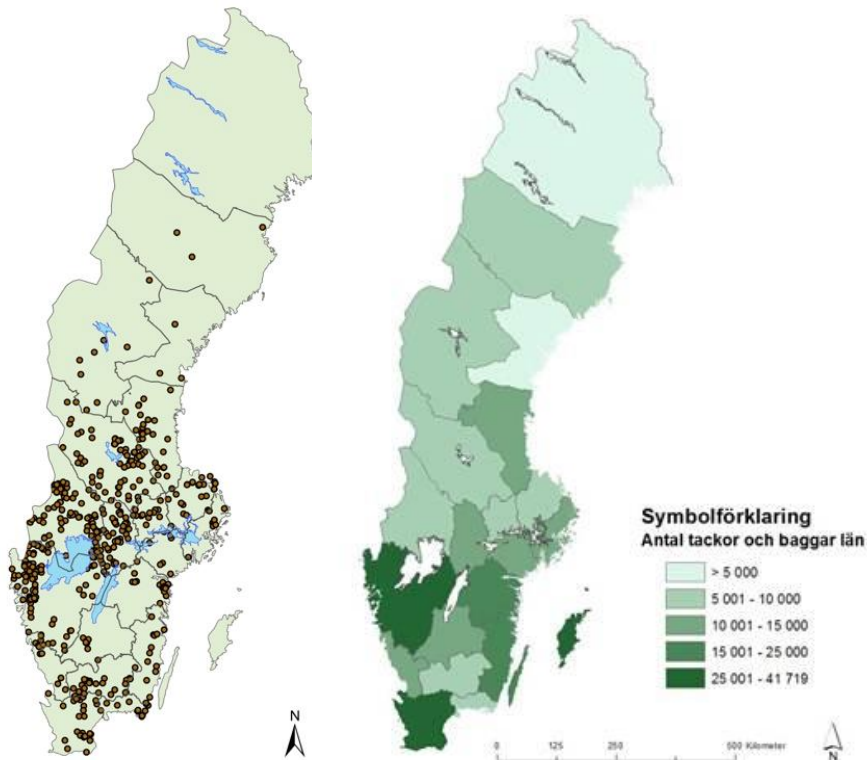 N
Symbolförklaring
Antal tackor och baggar län
> 5 000
5 001 - 10 000
10 001 - 15 000
15 001 - 25 000
25 001 - 41 719
0 125 250 500 Kilometer
N